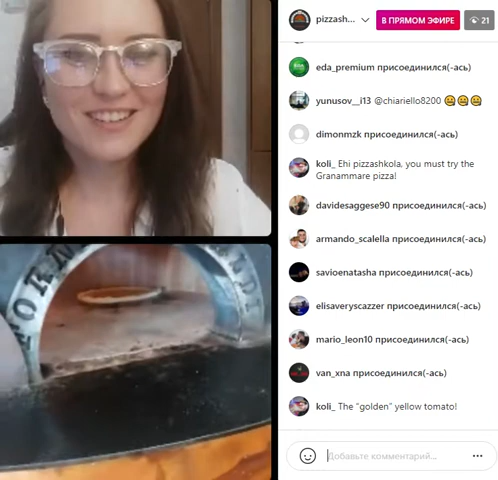 pizzash...
В ПРЯМОМ ЭФИРЕ
21
eda_premium присоединился(-ась)
yunusov__i13 @chiariello8200 😄😄😄
dimonmzk присоединился(-ась)
koli_ Ehi pizzashkola, you must try the
Granammare pizza!
davidesaggese90 присоединился(-ась)
armando_scalella присоединился(-ась)
savioenatasha присоединился(-ась)
elisaveryscazzer присоединился(-ась)
mario_leon10 присоединился(-ась)
van_xna присоединился(-ась)
koli_ The "golden" yellow tomato!
Добавьте комментарий...